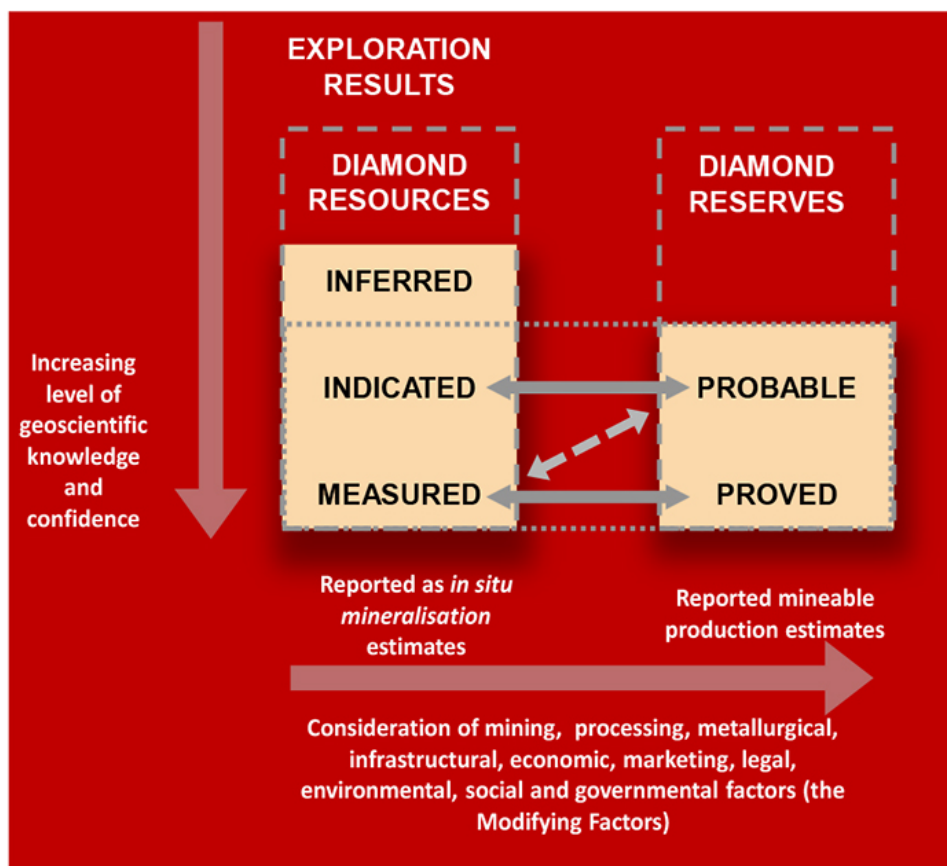 EXPLORATION
RESULTS
DIAMOND
RESOURCES
DIAMOND
RESERVES
INFERRED
INDICATED
PROBABLE
MEASURED
PROVED
Increasing
level of
geoscientific
knowledge
and
confidence
Reported as in situ
mineralisation
estimates
Reported mineable
production estimates
Consideration of mining, processing, metallurgical,
infrastructural, economic, marketing, legal,
environmental, social and governmental factors (the
Modifying Factors)